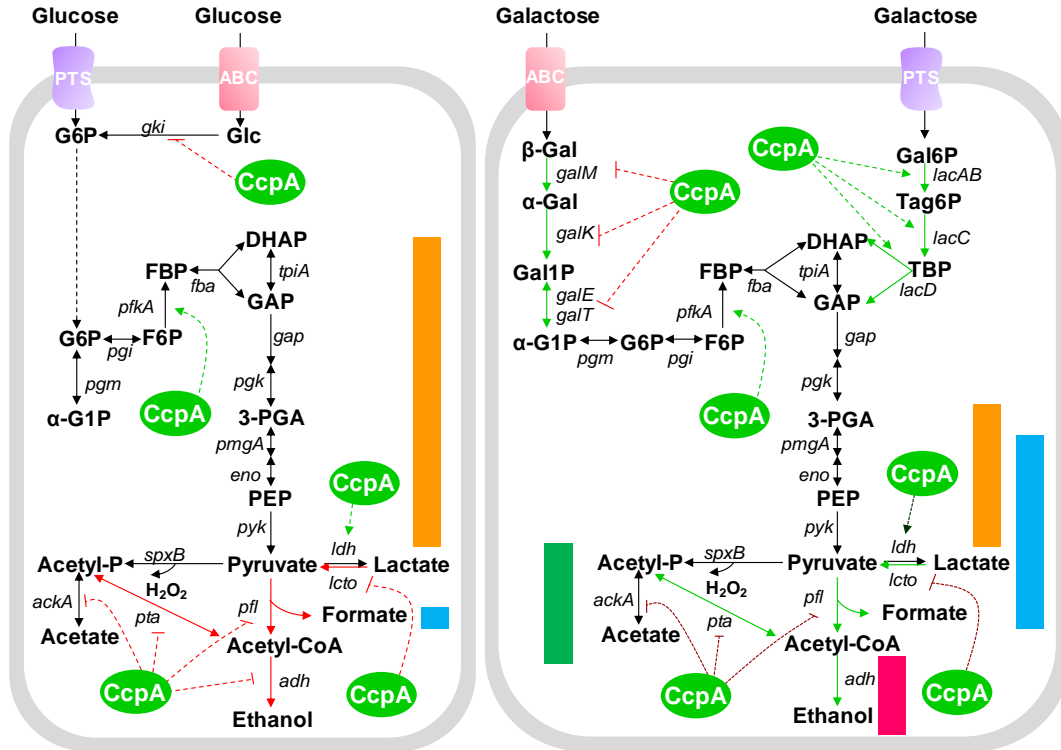 Glucose
Glucose
PTS
ABC
G6P
gki
Glc
CcpA
DHAP
FBP
tpiA
fba
GAP
pfkA
G6P
F6P
pgi
gap
pgm
pgk
α-G1P
CcpA
3-PGA
pmgA
eno
CcpA
PEP
pyk
Acetyl-P
spxB
Pyruvate
ldh
Lactate
H₂O₂
lcto
ackA
pta
pfl
Formate
Acetate
Acetyl-CoA
CcpA
adh
CcpA
Ethanol
Galactose
Galactose
ABC
PTS
β-Gal
CcpA
Gal6P
galM
lacAB
α-Gal
CcpA
Tag6P
galK
lacC
DHAP
Gal1P
FBP
tpiA
TBP
fba
lacD
galE
GAP
galT
pfkA
α-G1P
G6P
F6P
gap
pgm
pgi
pgk
CcpA
3-PGA
pmgA
eno
CcpA
PEP
pyk
Acetyl-P
spxB
Pyruvate
ldh
Lactate
H₂O₂
lcto
ackA
pta
pfl
Formate
Acetate
Acetyl-CoA
CcpA
adh
CcpA
Ethanol